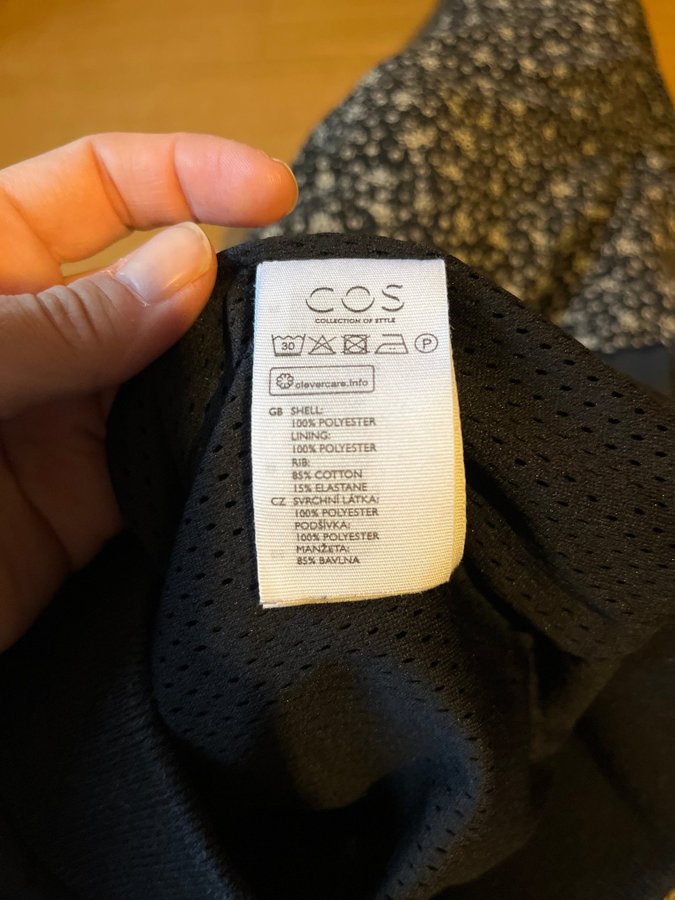 COS
COLLECTION OF STYLE
30 P
clevercare.info
GB SHELL:
100% POLYESTER
LINING:
100% POLYESTER
RIB:
85% COTTON
15% ELASTANE
CZ SVRCHNÍ LÁTKA:
100% POLYESTER
PODŠÍVKA:
100% POLYESTER
MANŽETA:
85% BAVLNA